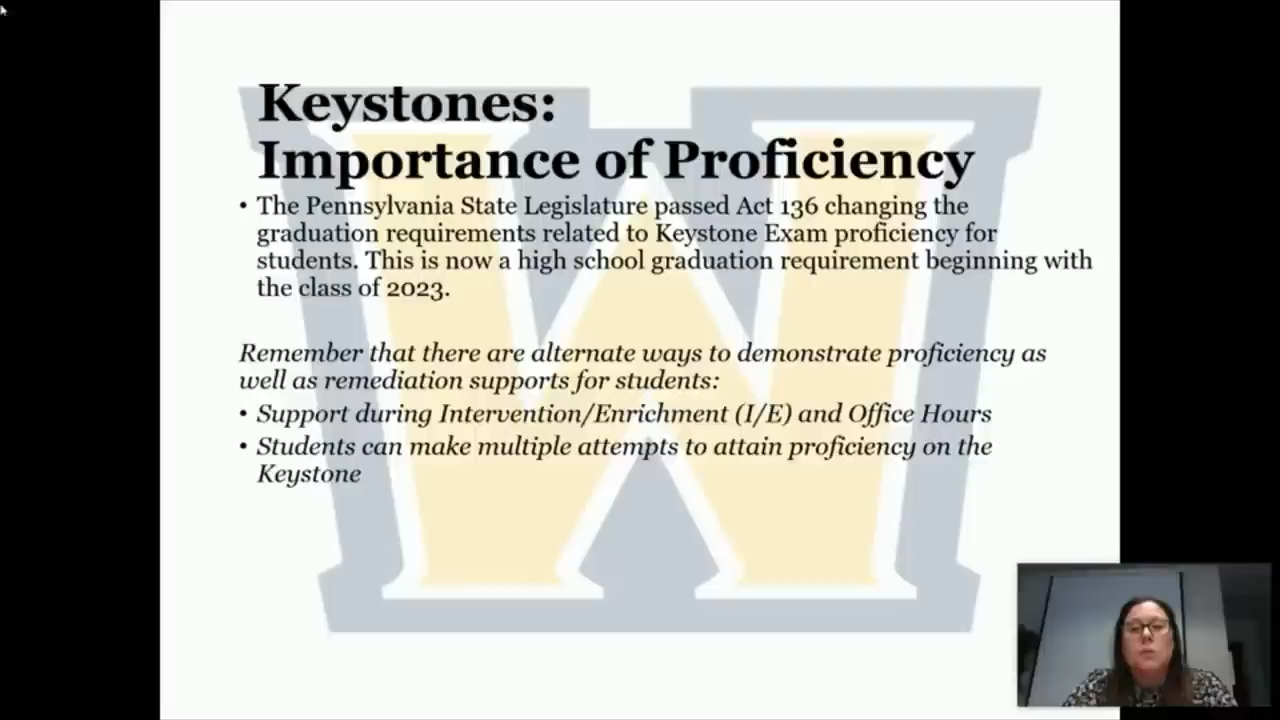 Keystones:
Importance of Proficiency
• The Pennsylvania State Legislature passed Act 136 changing the
graduation requirements related to Keystone Exam proficiency for
students. This is now a high school graduation requirement beginning with
the class of 2023.
Remember that there are alternate ways to demonstrate proficiency as
well as remediation supports for students:
• Support during Intervention/Enrichment (I/E) and Office Hours
• Students can make multiple attempts to attain proficiency on the
Keystone
W